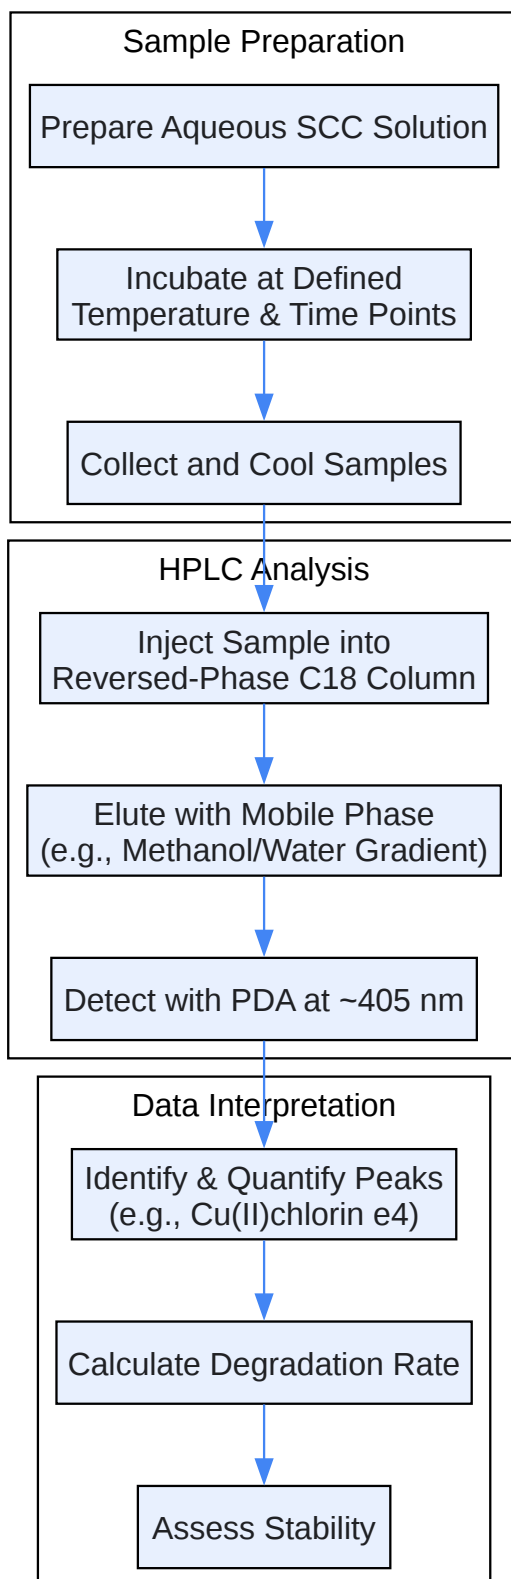 Sample Preparation
Prepare Aqueous SCC Solution
Incubate at Defined
Temperature & Time Points
Collect and Cool Samples
HPLC Analysis
Inject Sample into
Reversed-Phase C18 Column
Elute with Mobile Phase
(e.g., Methanol/Water Gradient)
Detect with PDA at ~405 nm
Data Interpretation
Identify & Quantify Peaks
(e.g., Cu(II)chlorin e4)
Calculate Degradation Rate
Assess Stability